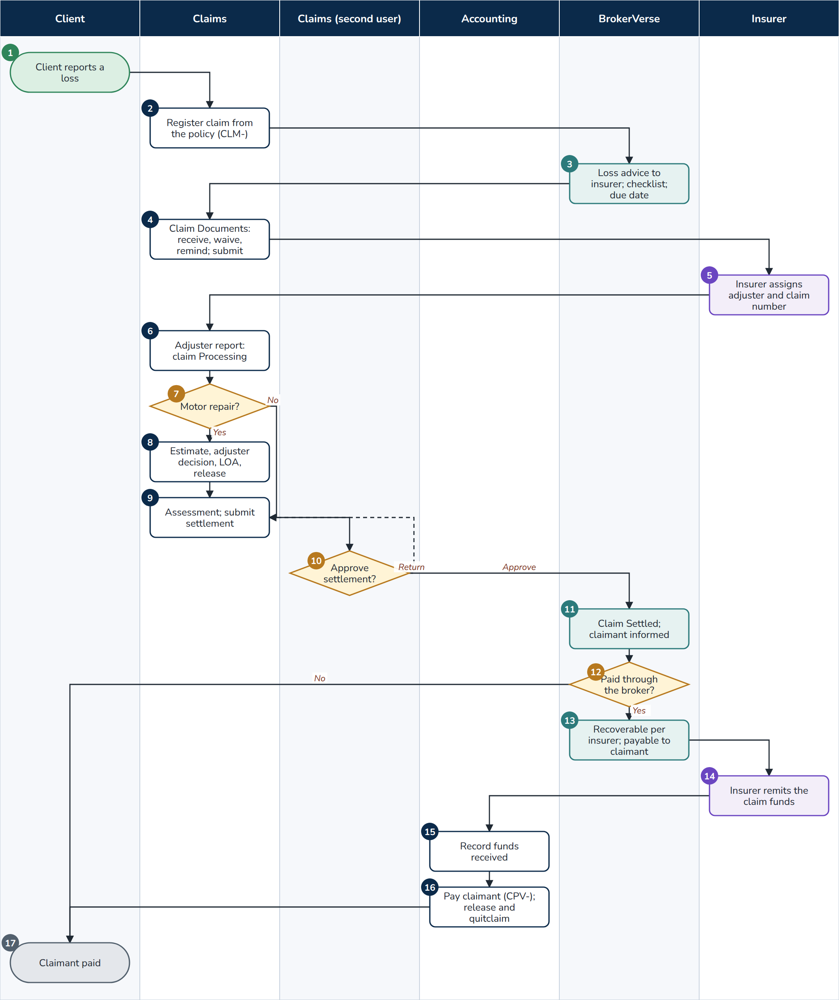 Client
Claims
Claims (second user)
Accounting
BrokerVerse
Insurer
1
Client reports a
loss
2
Register claim from
the policy (CLM-)
3
Loss advice to
insurer; checklist;
due date
4
Claim Documents:
receive, waive,
remind; submit
5
Insurer assigns
adjuster and claim
number
6
Adjuster report:
claim Processing
7
Motor repair?
No
Yes
8
Estimate, adjuster
decision, LOA,
release
9
Assessment; submit
settlement
10
Approve
settlement?
Return
Approve
11
Claim Settled;
claimant informed
12
Paid through
the broker?
No
Yes
13
Recoverable per
insurer; payable to
claimant
14
Insurer remits the
claim funds
15
Record funds
received
16
Pay claimant (CPV-);
release and
quitclaim
17
Claimant paid